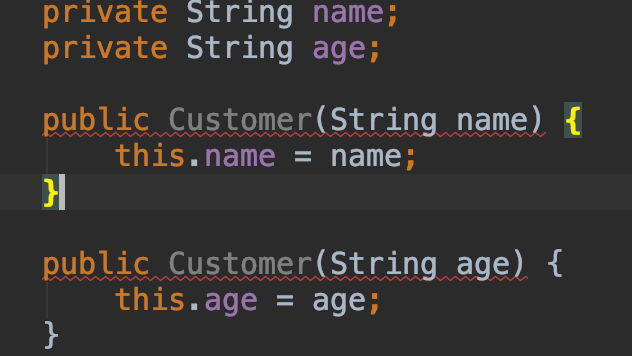 private String name;
private String age;
public Customer(String name) {
this.name = name;
}
public Customer(String age) {
this.age = age;
}